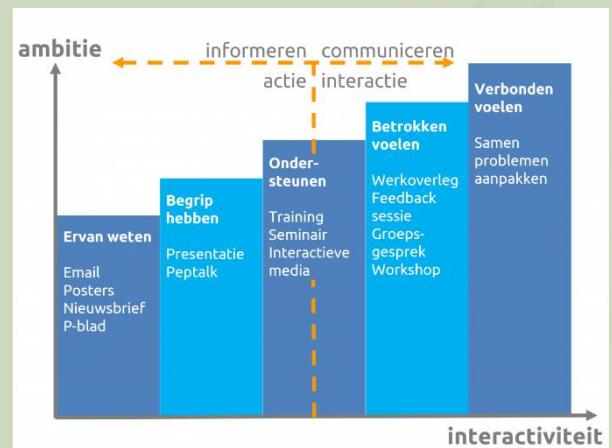 ambitie
informeren communiceren
actie interactie
Ervan weten
Email
Posters
Nieuwsbrief
P-blad
Begrip
hebben
Presentatie
Peptalk
Onder-
steunen
Training
Seminair
Interactieve
media
Betrokken
voelen
Werkoverleg
Feedback
sessie
Groeps-
gesprek
Workshop
Verbonden
voelen
Samen
problemen
aanpakken
interactiviteit